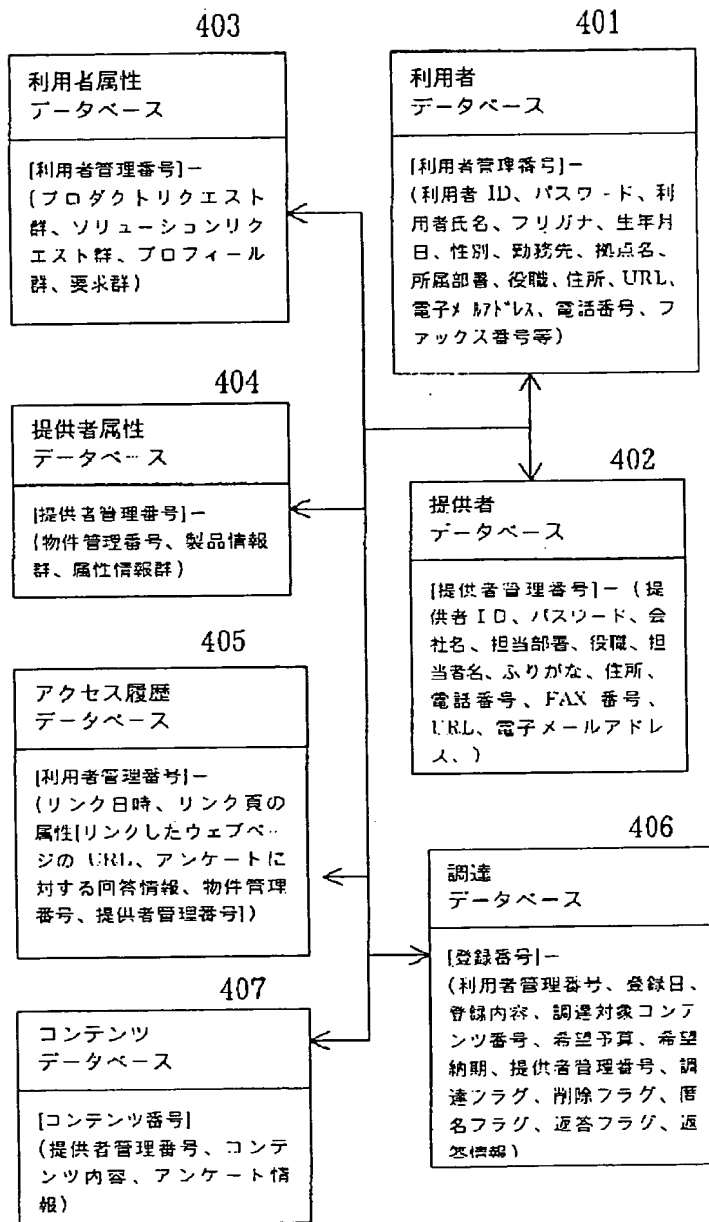 403
利用者属性
データベース
[利用者管理番号]－
(プロダクトリクエスト
群、ソリューションリク
エスト群、プロフィール
群、要求群)
401
利用者
データベース
[利用者管理番号]－
(利用者 ID、パスワード、利
用者氏名、フリガナ、生年月
日、性別、勤務先、拠点名、
所属部署、役職、住所、URL、
電子メールアドレス、電話番号、フ
ァックス番号等)
404
提供者属性
データベース
[提供者管理番号]－
(物件管理番号、製品情報
群、属性情報群)
402
提供者
データベース
[提供者管理番号]－(提
供者 ID、パスワード、会
社名、担当部署、役職、担
当者名、ふりがな、住所、
電話番号、FAX 番号、
URL、電子メールアドレ
ス、)
405
アクセス履歴
データベース
[利用者管理番号]－
(リンク日時、リンク頁の
属性[リンクしたウェブペー
ジの URL、アンケートに
対する回答情報、物件管理
番号、提供者管理番号])
406
調達
データベース
[登録番号]－
(利用者管理番号、登録日、
登録内容、調達対象コンテ
ンツ番号、希望予算、希望
納期、提供者管理番号、調
達フラグ、削除フラグ、匿
名フラグ、返答フラグ、返
答情報)
407
コンテンツ
データベース
[コンテンツ番号]
(提供者管理番号、コンテ
ンツ内容、アンケート情
報)